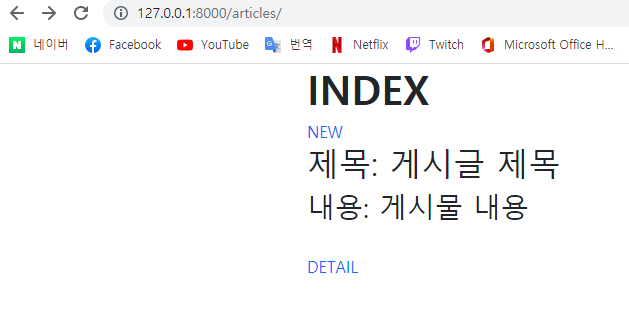 127.0.0.1:8000/articles/
네이버 Facebook YouTube 번역 Netflix Twitch Microsoft Office H...
INDEX
NEW
제목: 게시글 제목
내용: 게시물 내용
DETAIL